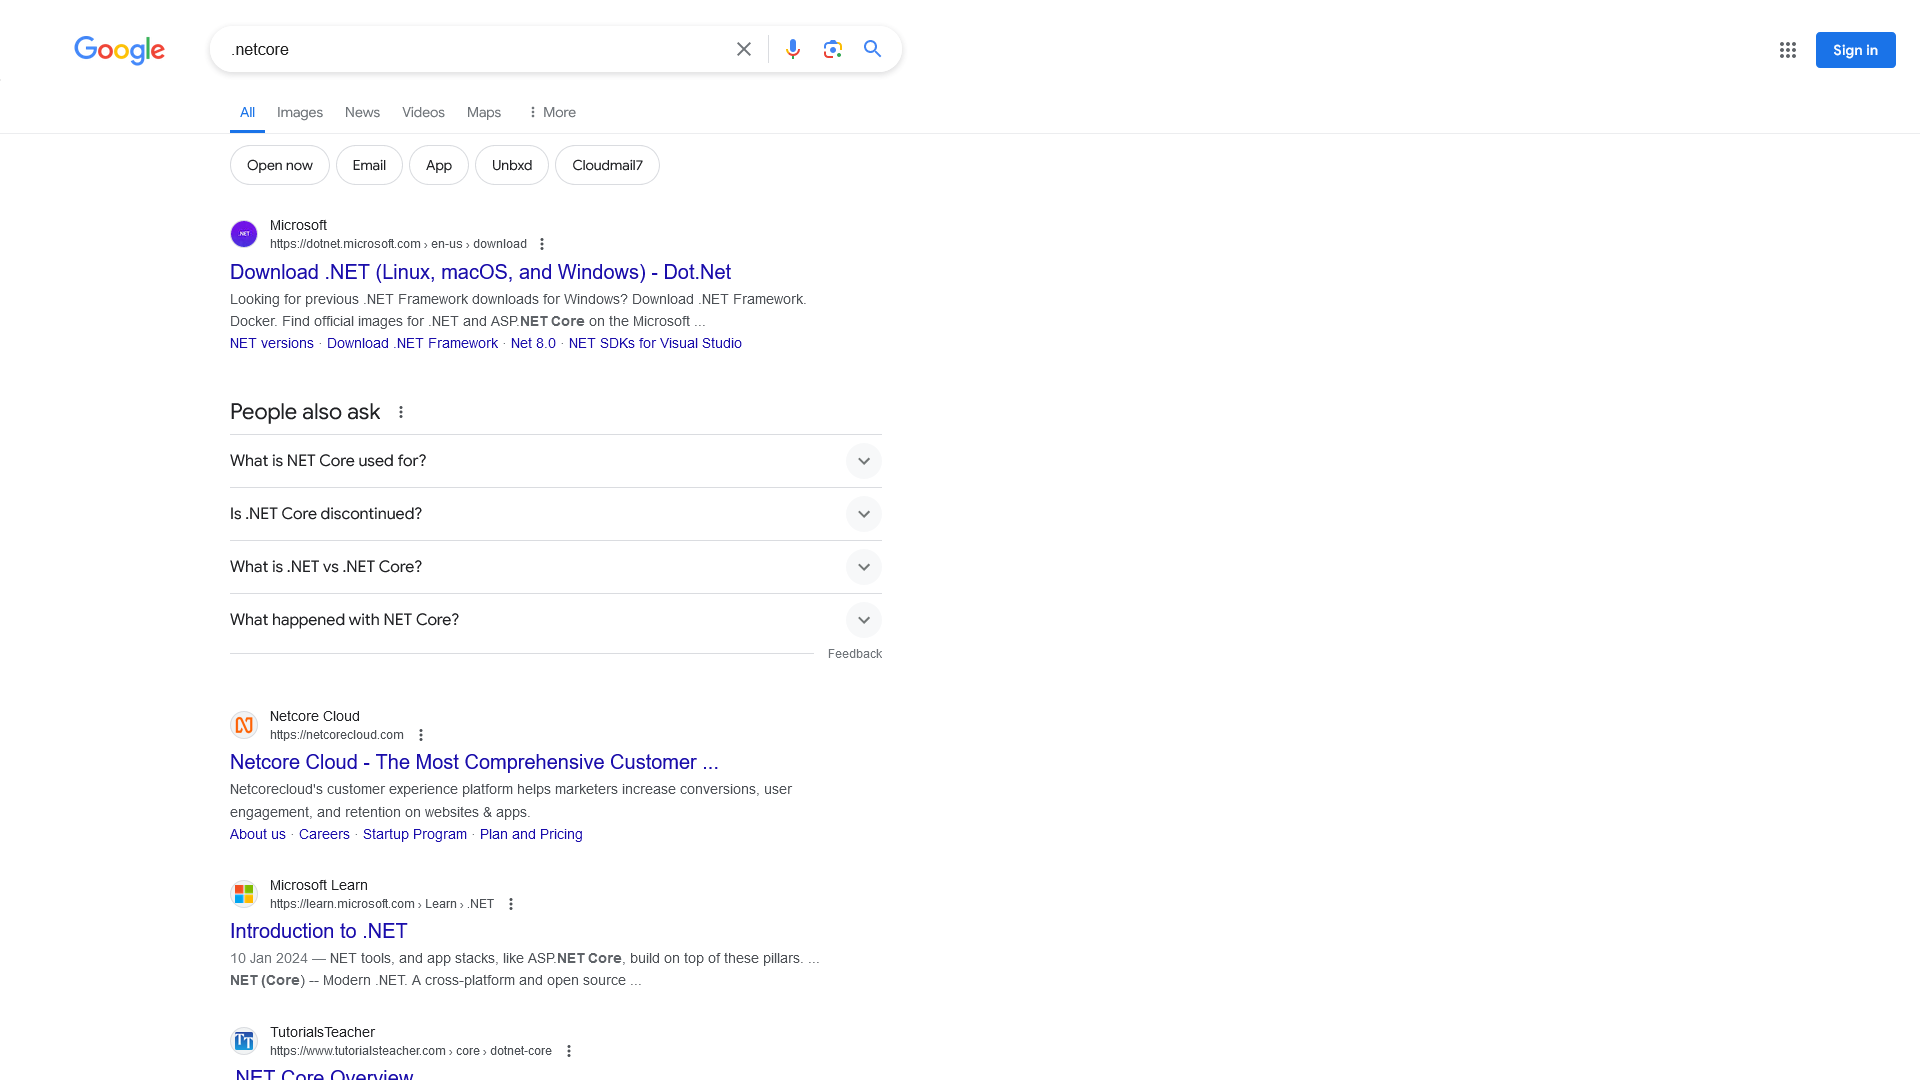 Google
.netcore
Sign in
All
Images
News
Videos
Maps
More
Open now
Email
App
Unbxd
Cloudmail7
.NET
Microsoft
https://dotnet.microsoft.com › en-us › download
Download .NET (Linux, macOS, and Windows) - Dot.Net
Looking for previous .NET Framework downloads for Windows? Download .NET Framework.
Docker. Find official images for .NET and ASP.NET Core on the Microsoft ...
NET versions · Download .NET Framework · Net 8.0 · NET SDKs for Visual Studio
People also ask
What is NET Core used for?
Is .NET Core discontinued?
What is .NET vs .NET Core?
What happened with NET Core?
Feedback
Netcore Cloud
https://netcorecloud.com
Netcore Cloud - The Most Comprehensive Customer ...
Netcorecloud's customer experience platform helps marketers increase conversions, user
engagement, and retention on websites & apps.
About us · Careers · Startup Program · Plan and Pricing
Microsoft Learn
https://learn.microsoft.com › Learn › .NET
Introduction to .NET
10 Jan 2024 — NET tools, and app stacks, like ASP.NET Core, build on top of these pillars. ...
NET (Core) -- Modern .NET. A cross-platform and open source ...
TT
TutorialsTeacher
https://www.tutorialsteacher.com › core › dotnet-core
.NET Core Overview